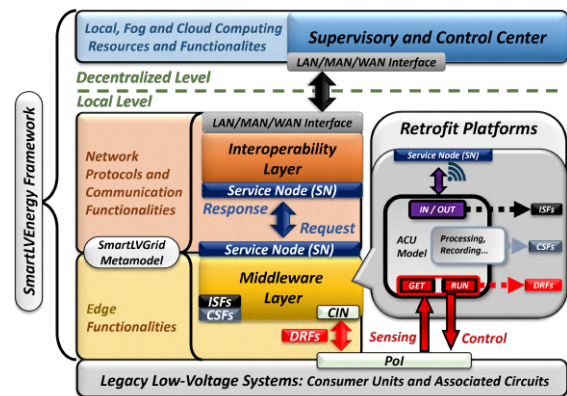 SmartLVEnergy Framework
Local, Fog and Cloud Computing
Resources and Functionalites
Supervisory and Control Center
LAN/MAN/WAN Interface
Decentralized Level
Local Level
Network
Protocols and
Communication
Functionalities
LAN/MAN/WAN Interface
Interoperability
Layer
Service Node (SN)
Response
Request
SmartLVGrid
Metamodel
Service Node (SN)
Edge
Functionalities
Middleware
Layer
ISFs
CSFs
CIN
DRFs
Retrofit Platforms
Service Node (SN)
IN / OUT
ISFs
ACU
Model
Processing,
Recording...
CSFs
GET
RUN
DRFs
Sensing
Control
PoI
Legacy Low-Voltage Systems: Consumer Units and Associated Circuits